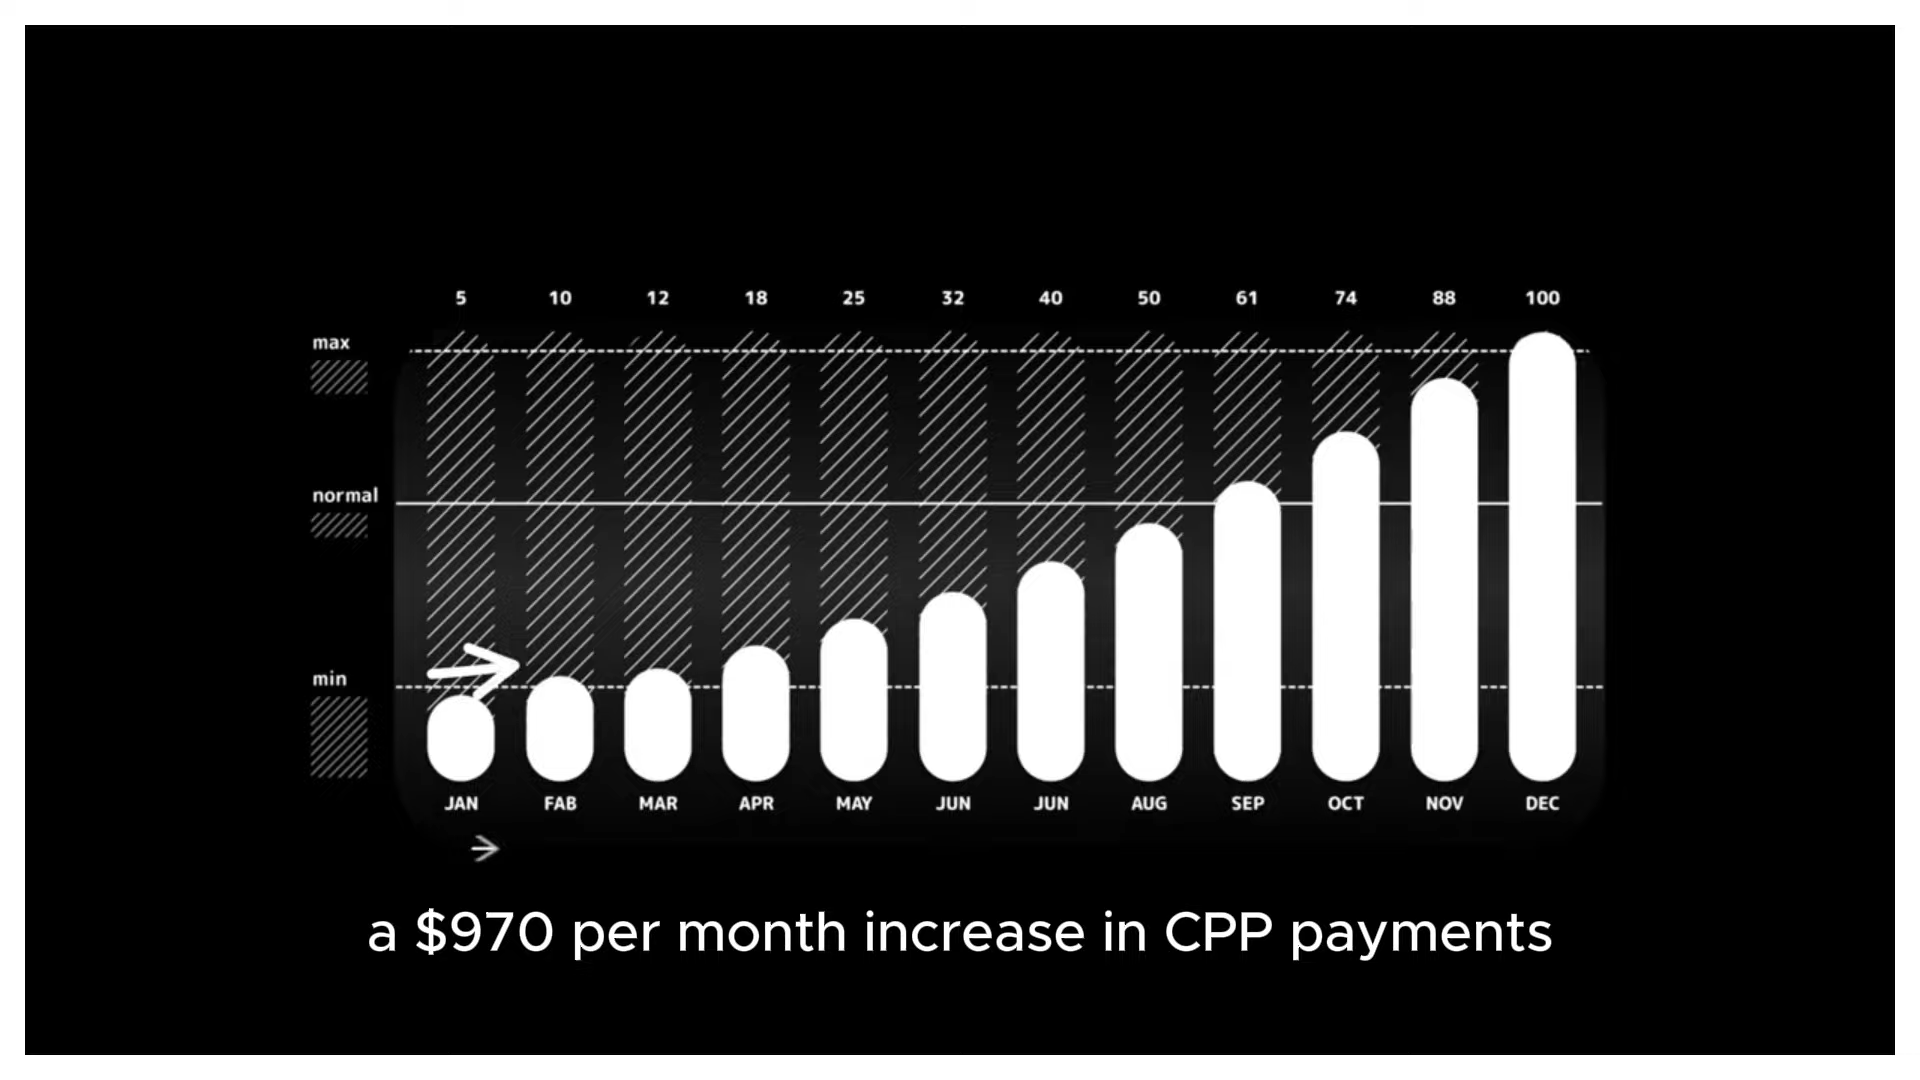 5 10 12 18 25 32 40 50 61 74 88 100
max
normal
min
JAN FAB MAR APR MAY JUN JUN AUG SEP OCT NOV DEC
a $970 per month increase in CPP payments